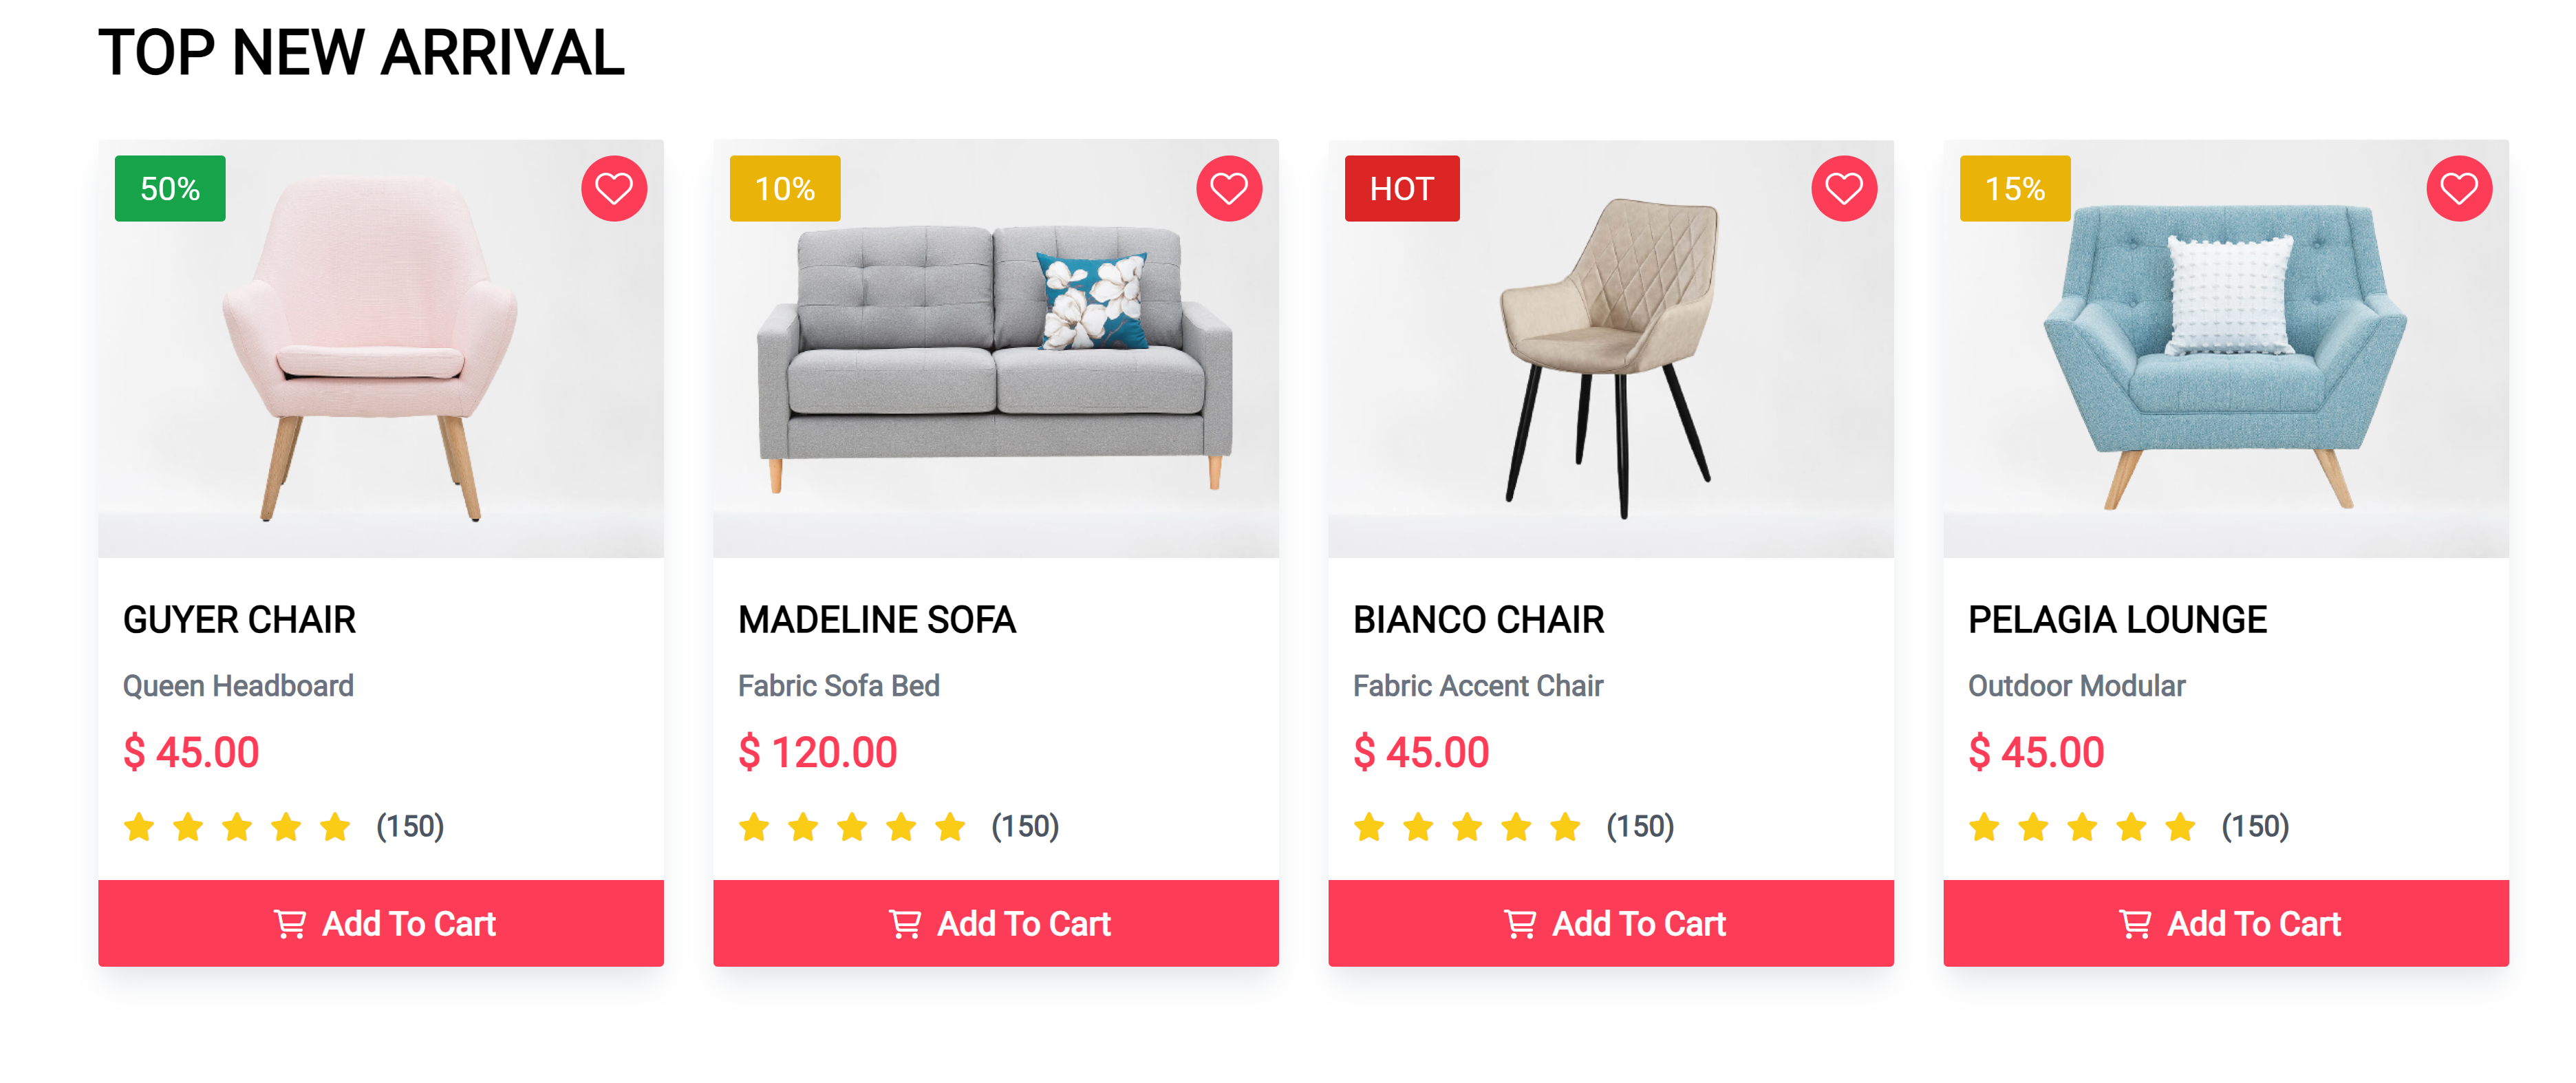 TOP NEW ARRIVAL
50%
GUYER CHAIR
Queen Headboard
$ 45.00
(150)
Add To Cart
10%
MADELINE SOFA
Fabric Sofa Bed
$ 120.00
(150)
Add To Cart
HOT
BIANCO CHAIR
Fabric Accent Chair
$ 45.00
(150)
Add To Cart
15%
PELAGIA LOUNGE
Outdoor Modular
$ 45.00
(150)
Add To Cart